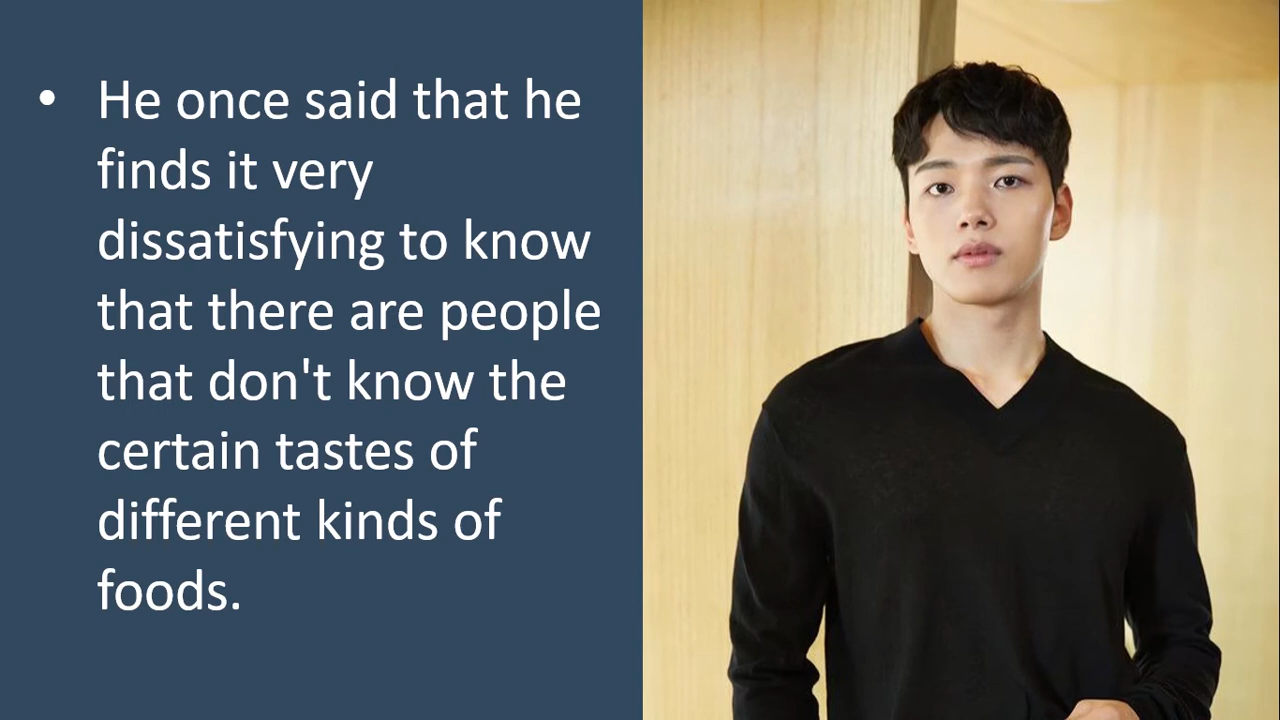 • He once said that he
finds it very
dissatisfying to know
that there are people
that don't know the
certain tastes of
different kinds of
foods.